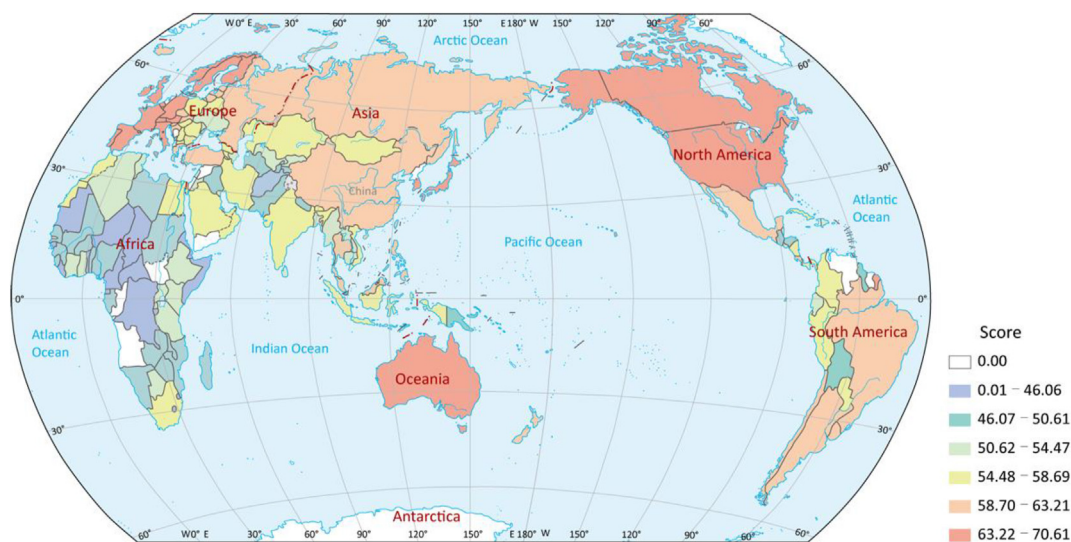 W 0° E 30° 60° 90° 120° 150° E 180° W 120° 90° 60°
Arctic Ocean
60° 60°
Europe Asia
North America
30° 30°
China
Atlantic
Ocean
Africa Pacific Ocean
0° 0°
Atlantic
Ocean
Indian Ocean
South America
Oceania
30° 30°
Antarctica
60° W0° E 30° 60° 90° 120° 150° E 180° W 150° 120° 90° 60° 60°
Score
0.00
0.01 – 46.06
46.07 – 50.61
50.62 – 54.47
54.48 – 58.69
58.70 – 63.21
63.22 – 70.61